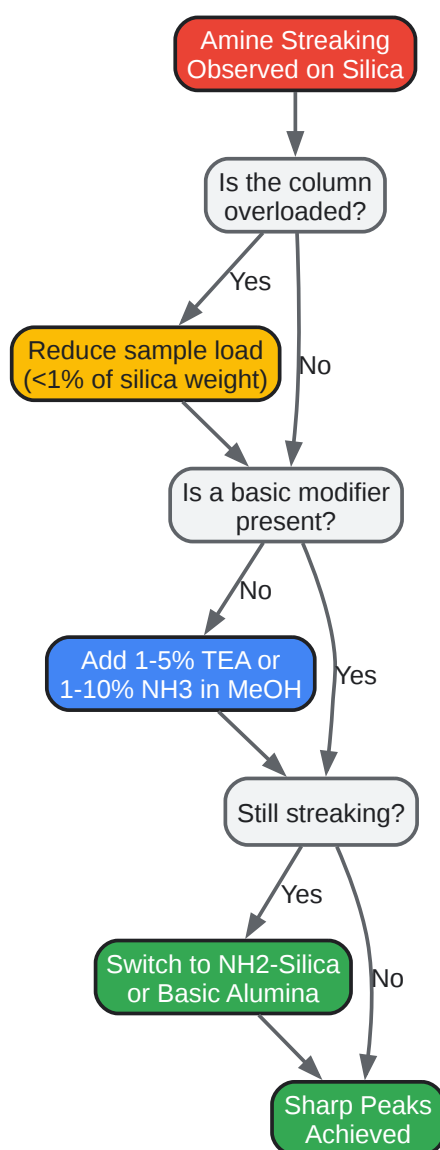 Amine Streaking
Observed on Silica
Is the column
overloaded?
Yes
Reduce sample load
(<1% of silica weight)
No
Is a basic modifier
present?
No
Add 1-5% TEA or
1-10% NH3 in MeOH
Yes
Still streaking?
Yes
Switch to NH2-Silica
or Basic Alumina
No
Sharp Peaks
Achieved